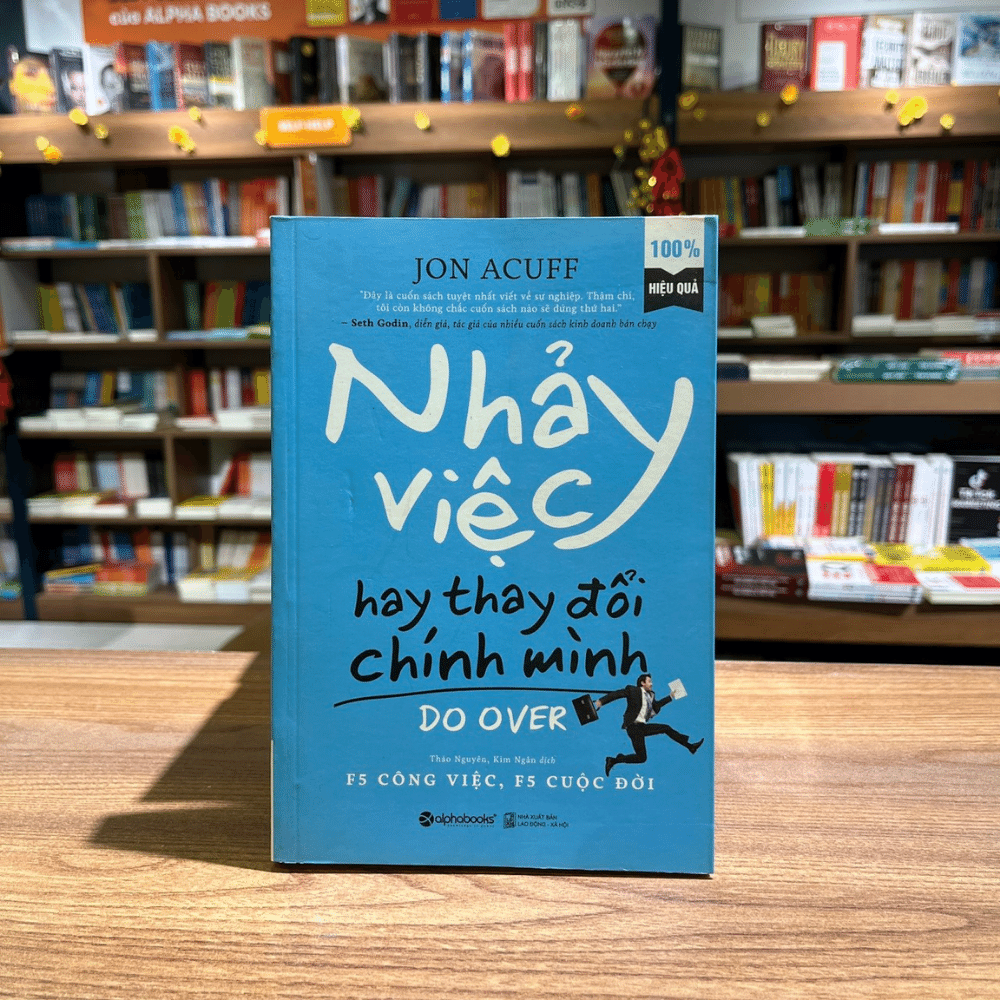 của ALPHA BOOKS
SELF HELP
JON ACUFF
100%
HIỆU QUẢ
"Đây là cuốn sách tuyệt nhất viết về sự nghiệp. Thậm chí,
tôi còn không chắc cuốn sách nào sẽ đứng thứ hai."
– Seth Godin, diễn giả, tác giả của nhiều cuốn sách kinh doanh bán chạy
Nhảy
việc
hay thay đổi
chính mình
DO OVER
Thảo Nguyên, Kim Ngân dịch
F5 CÔNG VIỆC, F5 CUỘC ĐỜI
alphabooks®
NHÀ XUẤT BẢN
LAO ĐỘNG - XÃ HỘI